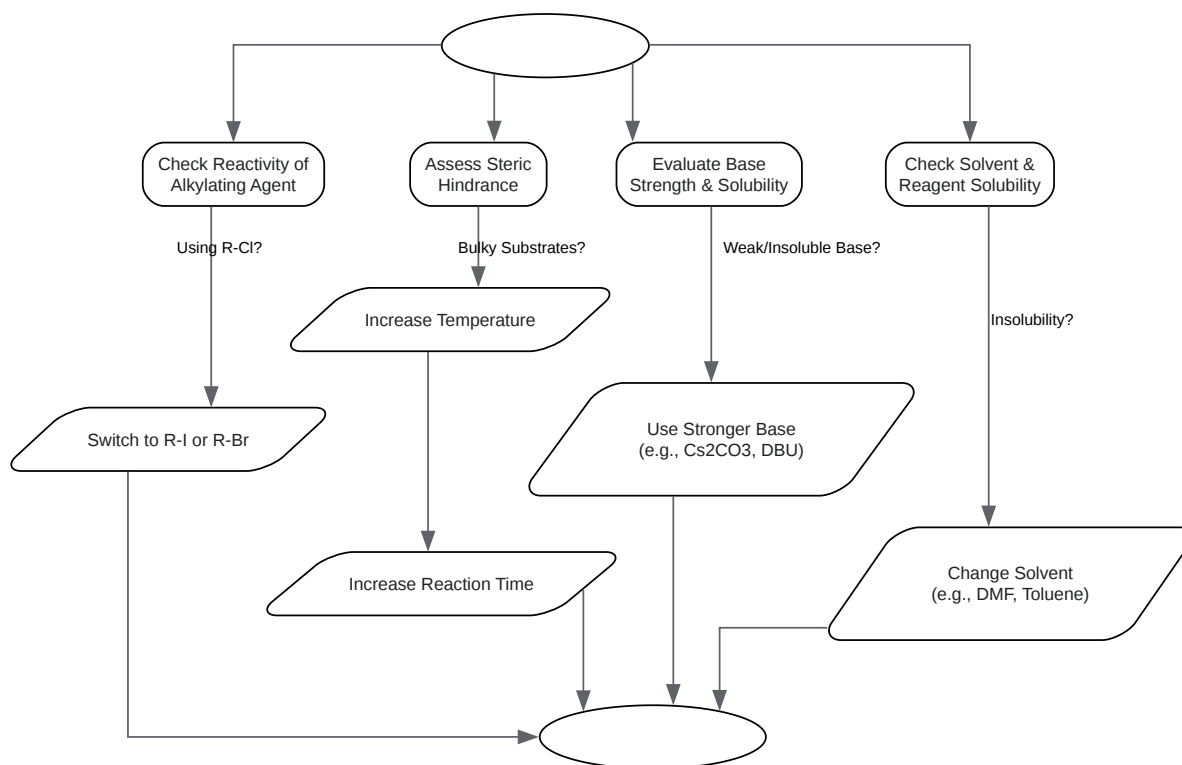 Check Reactivity of
Alkylating Agent
Assess Steric
Hindrance
Evaluate Base
Strength & Solubility
Check Solvent &
Reagent Solubility
Using R-Cl?
Bulky Substrates?
Weak/Insoluble Base?
Insolubility?
Increase Temperature
Switch to R-I or R-Br
Use Stronger Base
(e.g., Cs2CO3, DBU)
Increase Reaction Time
Change Solvent
(e.g., DMF, Toluene)